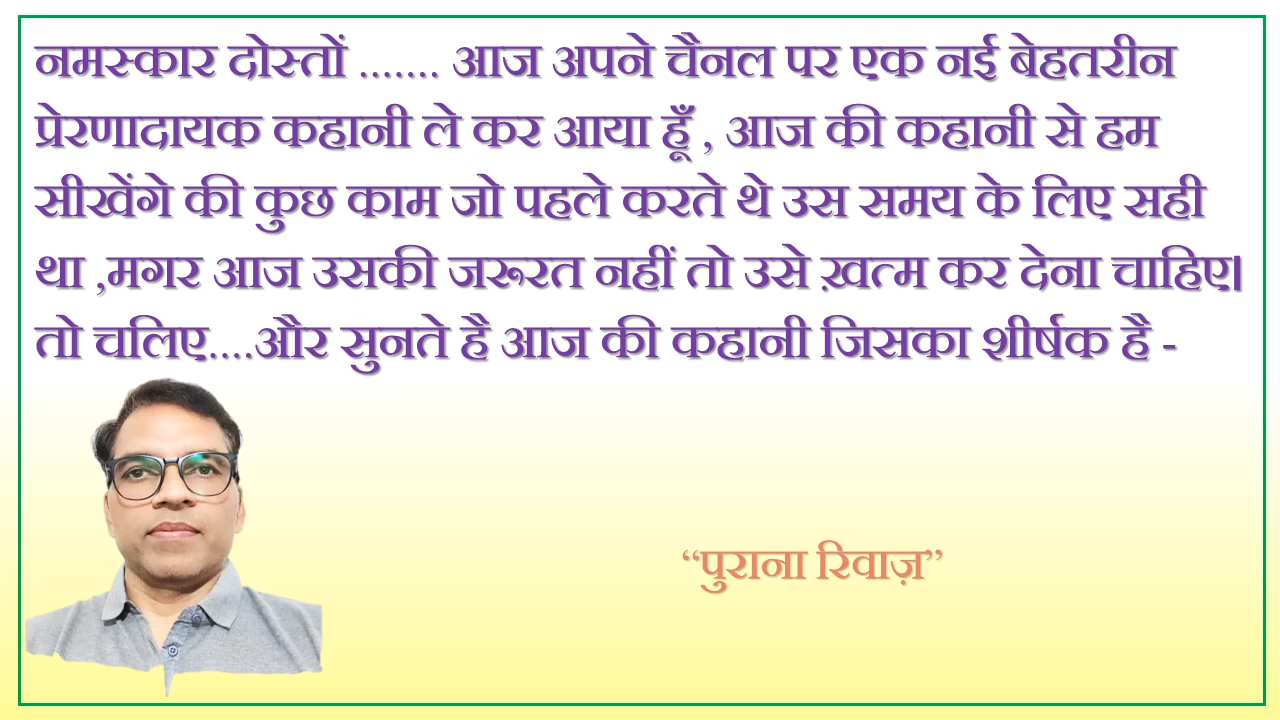 नमस्कार दोस्तों ....... आज अपने चैनल पर एक नई बेहतरीन
प्रेरणादायक कहानी ले कर आया हूँ , आज की कहानी से हम
सीखेंगे की कुछ काम जो पहले करते थे उस समय के लिए सही
था ,मगर आज उसकी जरूरत नहीं तो उसे ख़त्म कर देना चाहिए।
तो चलिए....और सुनते है आज की कहानी जिसका शीर्षक है -
“पुराना रिवाज़”